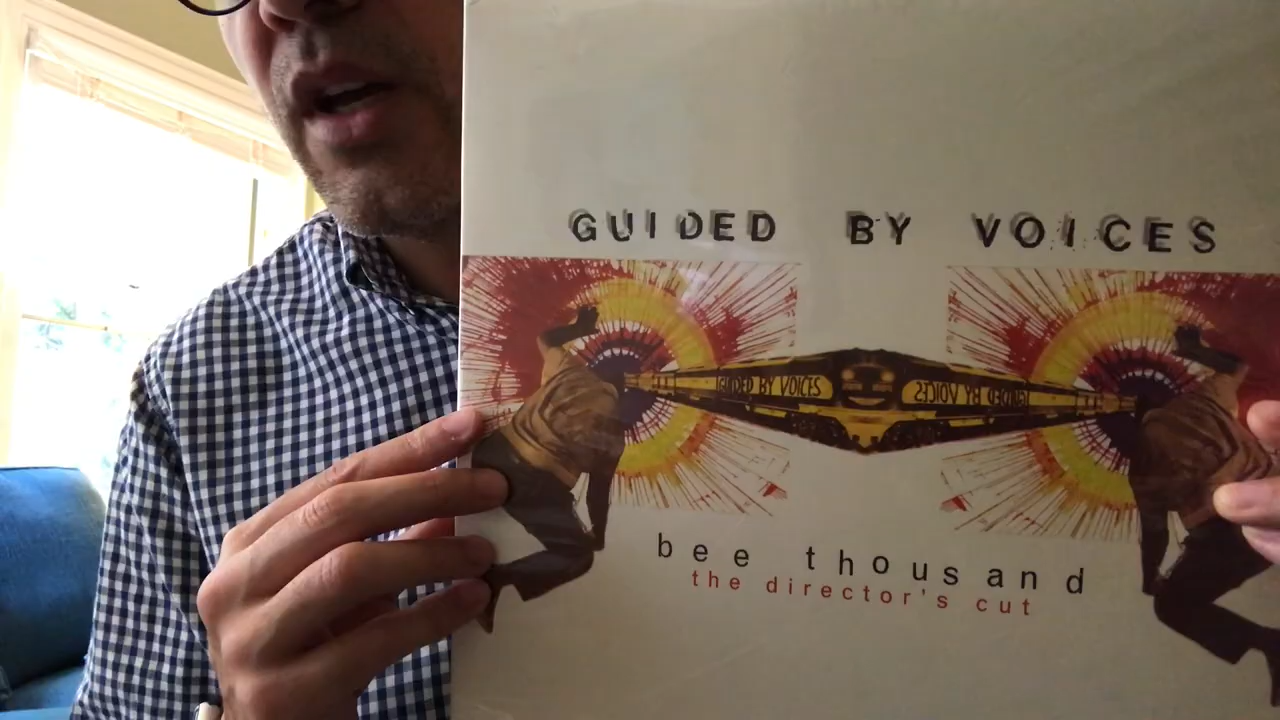 GUIDED BY VOICES
GUIDED BY VOICES
GUIDED BY VOICES
bee thousand
the director's cut